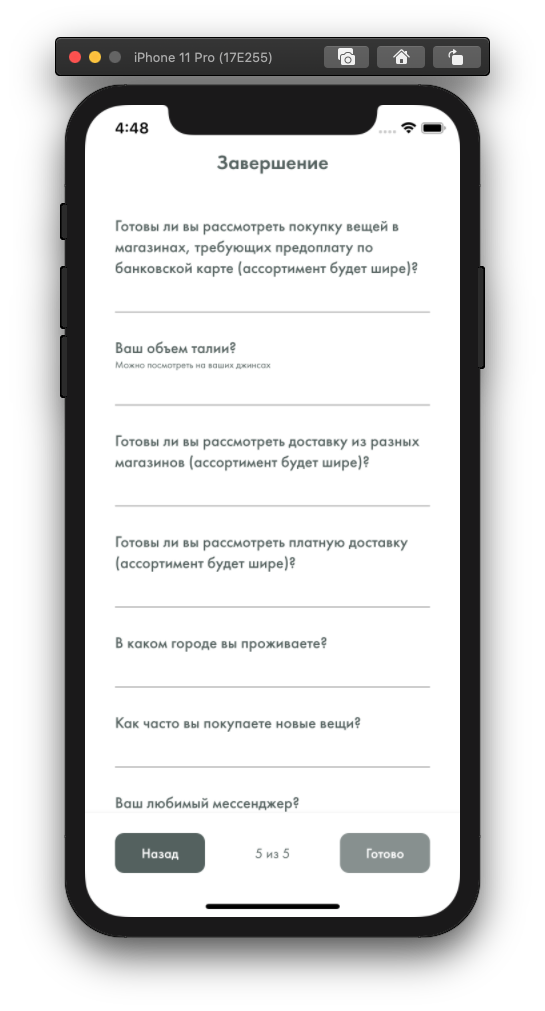 iPhone 11 Pro (17E255)
4:48
Завершение
Готовы ли вы рассмотреть покупку вещей в
магазинах, требующих предоплату по
банковской карте (ассортимент будет шире)?
Ваш объем талии?
Можно посмотреть на ваших джинсах
Готовы ли вы рассмотреть доставку из разных
магазинов (ассортимент будет шире)?
Готовы ли вы рассмотреть платную доставку
(ассортимент будет шире)?
В каком городе вы проживаете?
Как часто вы покупаете новые вещи?
Ваш любимый мессенджер?
Назад
5 из 5
Готово